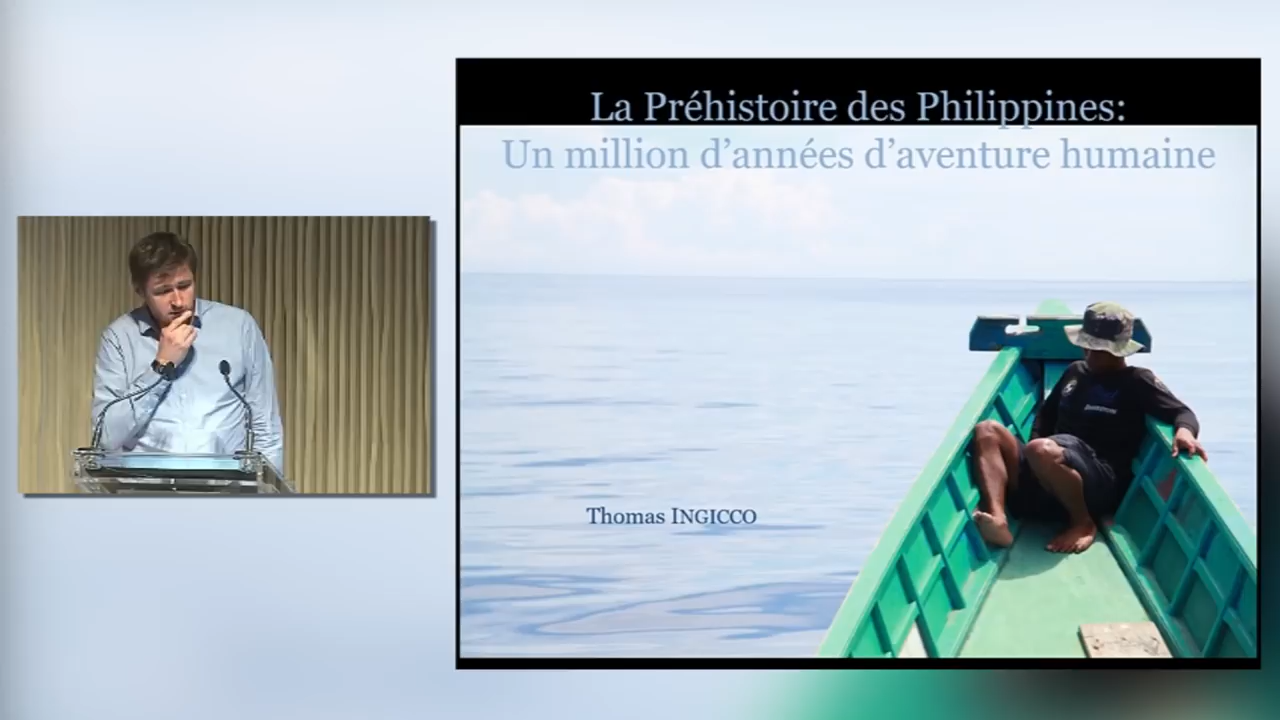 La Préhistoire des Philippines:
Un million d’années d’aventure humaine
Thomas INGICCO